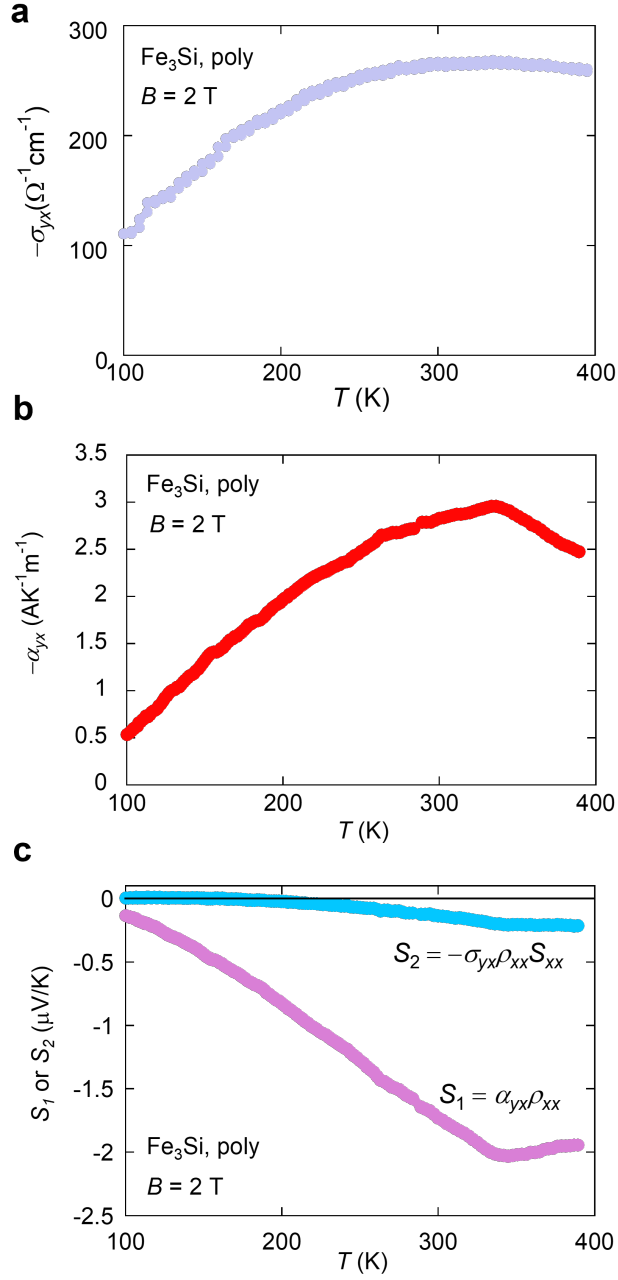 a
300
200
100
0
Fe₃Si, poly
B = 2 T
−σyx(Ω⁻¹cm⁻¹)
100 200 300 400
T (K)
b
3.5
3
2.5
2
1.5
1
0.5
0
Fe₃Si, poly
B = 2 T
−αyx (AK⁻¹m⁻¹)
100 200 300 400
T (K)
c
0
-0.5
-1
-1.5
-2
-2.5
S₂ = −σyxρxxSxx
S₁ = αyxρxx
S₁ or S₂ (μV/K)
Fe₃Si, poly
B = 2 T
100 200 300 400
T (K)